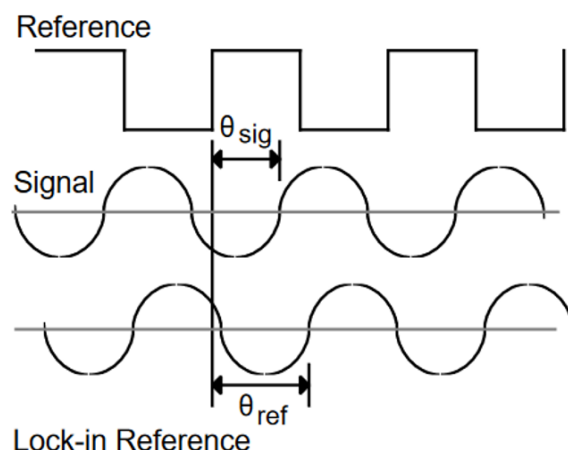 Reference
θsig
Signal
θref
Lock-in Reference